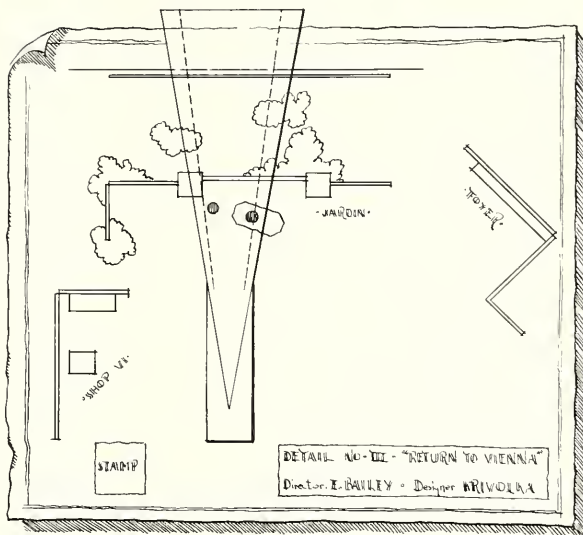 ·JARDIN·
·FOYER·
·SHOP VI·
STAMP
DETAIL NO-III - "RETURN TO VIENNA"
Director. I. BAILEY - Designer KRIVOLKA